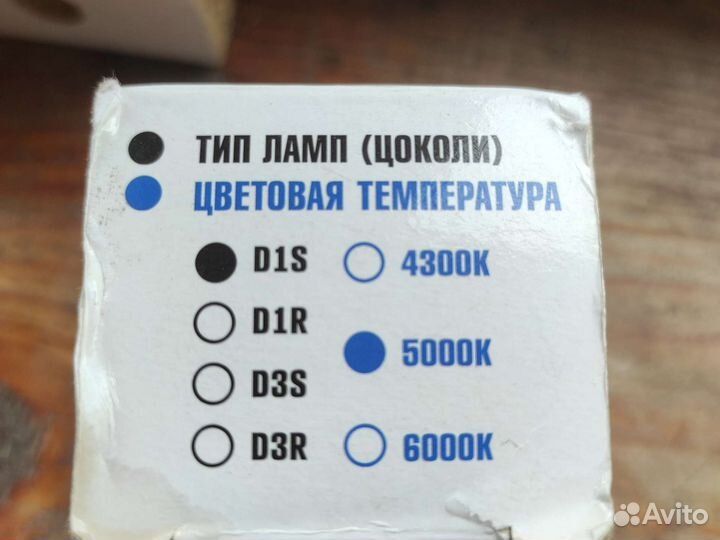 ТИП ЛАМП (ЦОКОЛИ)
ЦВЕТОВАЯ ТЕМПЕРАТУРА
D1S 4300K
D1R
5000K
D3S
D3R 6000K
Avito